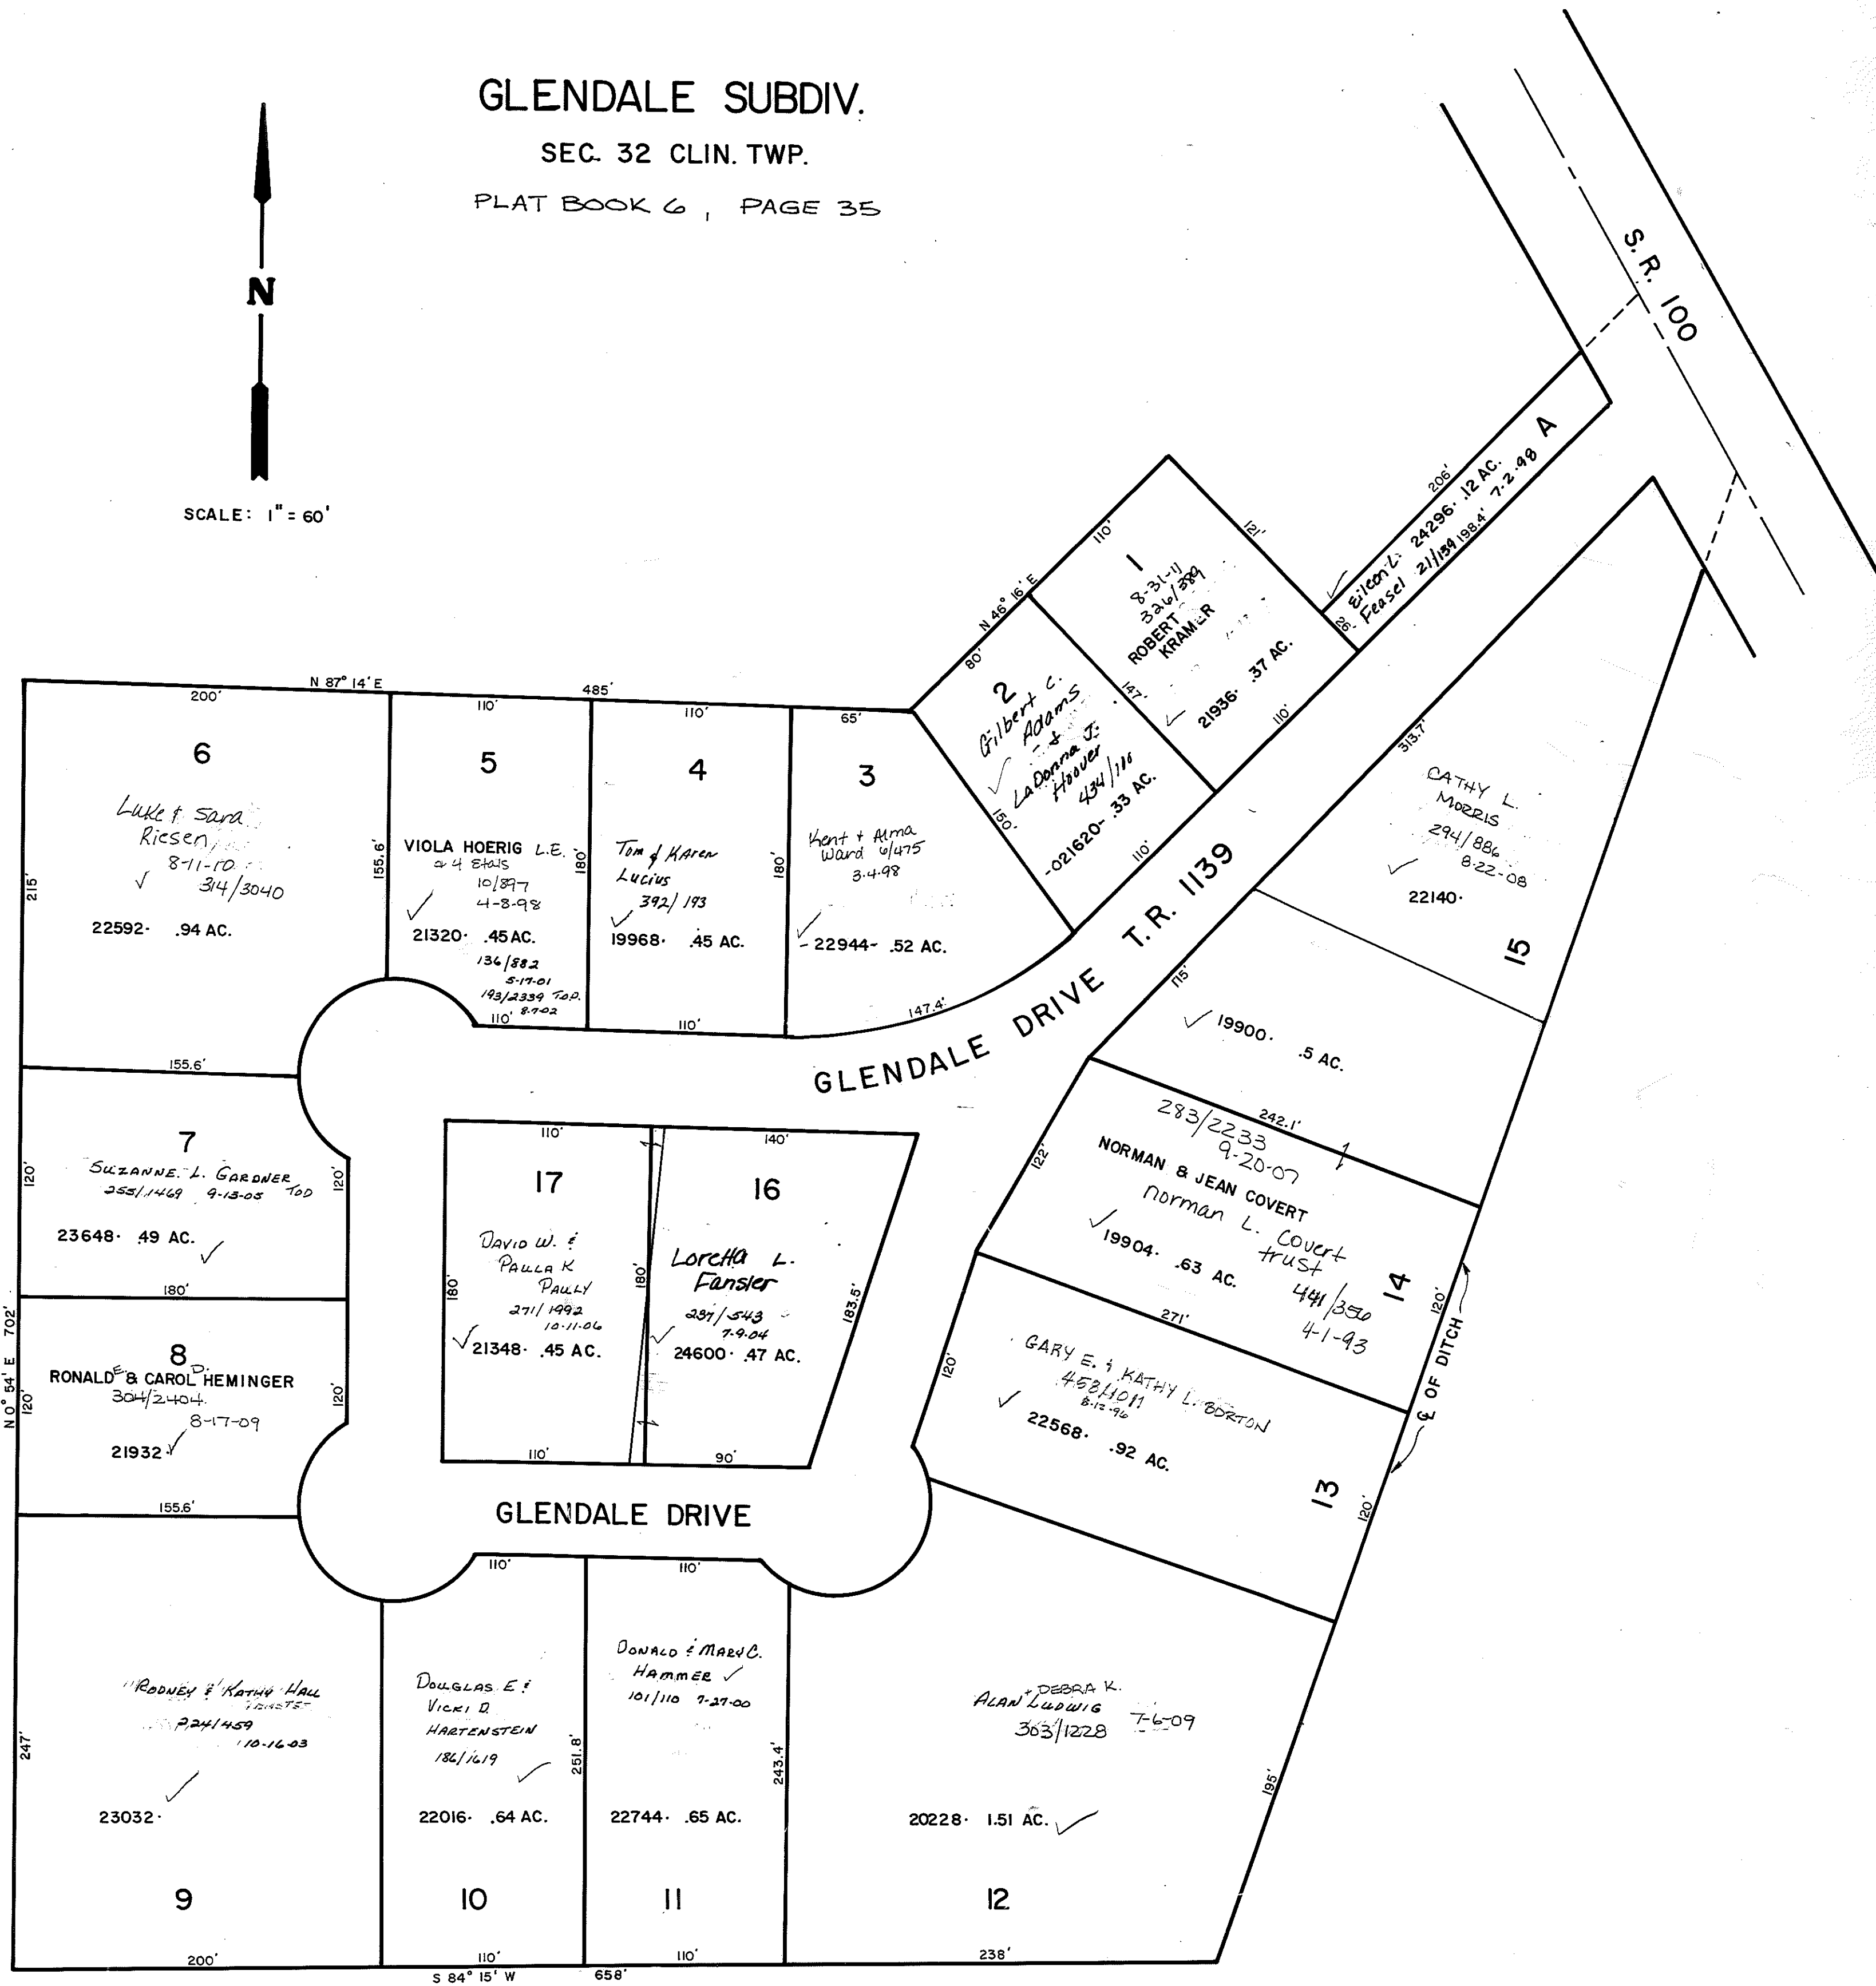 GLENDALE SUBDIV.
SEC. 32 CLIN. TWP.
PLAT BOOK 6, PAGE 35
N
SCALE: 1" = 60'
S. R. 100
A
206'
Eileen L. 24296. .12 AC.
Feasel 21/139 198.4' 7-2-98
26'
1
110'
121'
8-31-11
326/389
ROBERT
KRAMER
21936. .37 AC.
147'
110'
N 46° 16' E
80'
2
Gilbert C.
Adams
&
LaDonna J.
Hoover
434/
-021620- .33 AC.
150'
110'
N 87° 14' E
485'
200'
6
Luke & Sara
Riesen
8-11-10
314/3040
22592. .94 AC.
215'
155.6'
155.6'
110'
5
VIOLA HOERIG L.E.
10/897
4-8-98
21320. .45 AC.
136/882
5-17-01
193/2339 T.O.D.
8-7-02
180'
110'
110'
4
Tom & Karen
Lucius
392/193
19968. .45 AC.
180'
110'
65'
3
Kent + Alma
Ward 6/475
3-4-98
-22944- .52 AC.
147.4'
GLENDALE DRIVE T. R. 1139
313.7'
CATHY L.
MORRIS
294/886
8-22-08
22140.
15
115'
19900. .5 AC.
242.1'
283/2233
9-20-07
NORMAN & JEAN COVERT
norman L. Covert
trust
19904. .63 AC.
441/356
4-1-93
14
122'
120'
271'
GARY E. & KATHY L. BORTON
458/1011
8-12-96
22568. .92 AC.
13
120'
120'
℄ OF DITCH
7
SUZANNE L. GARDNER
255/1469 9-13-05 TOD
23648. .49 AC.
120'
120'
180'
8
RONALD E. & CAROL D. HEMINGER
304/2404
8-17-09
21932.
120'
120'
155.6'
N 0° 54' E 702'
110'
17
DAVID W. &
PAULA K
PAULY
271/1992
10-11-06
21348. .45 AC.
180'
180'
110'
140'
16
Loretta L.
Fansler
237/543
7-9-04
24600. .47 AC.
183.5'
90'
GLENDALE DRIVE
RODNEY & KATHY HALL
224/459
10-16-03
23032.
9
247'
200'
110'
DOUGLAS E &
VICKI D.
HARTENSTEIN
186/1619
22016. .64 AC.
10
251.8'
110'
110'
DONALD & MARY C.
HAMMER
101/110 7-27-00
22744. .65 AC.
11
243.4'
110'
+ DEBRA K.
ALAN LUDWIG
303/1228 7-6-09
20228. 1.51 AC.
12
195'
238'
S 84° 15' W
658'